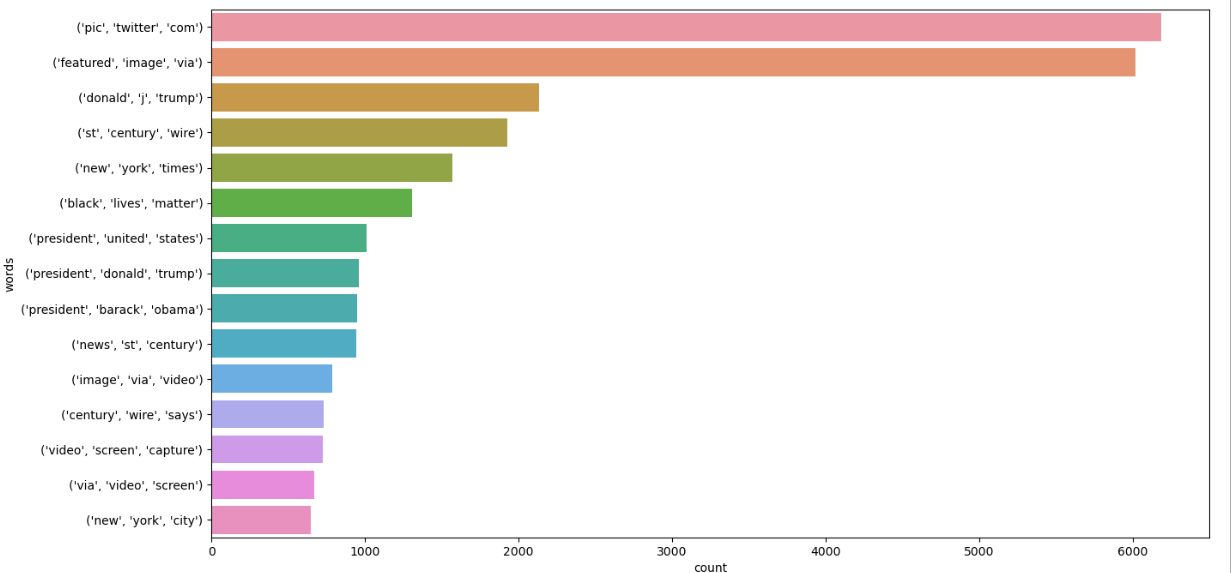 ('pic', 'twitter', 'com')
('featured', 'image', 'via')
('donald', 'j', 'trump')
('st', 'century', 'wire')
('new', 'york', 'times')
('black', 'lives', 'matter')
('president', 'united', 'states')
('president', 'donald', 'trump')
('president', 'barack', 'obama')
('news', 'st', 'century')
('image', 'via', 'video')
('century', 'wire', 'says')
('video', 'screen', 'capture')
('via', 'video', 'screen')
('new', 'york', 'city')
words
0 1000 2000 3000 4000 5000 6000
count